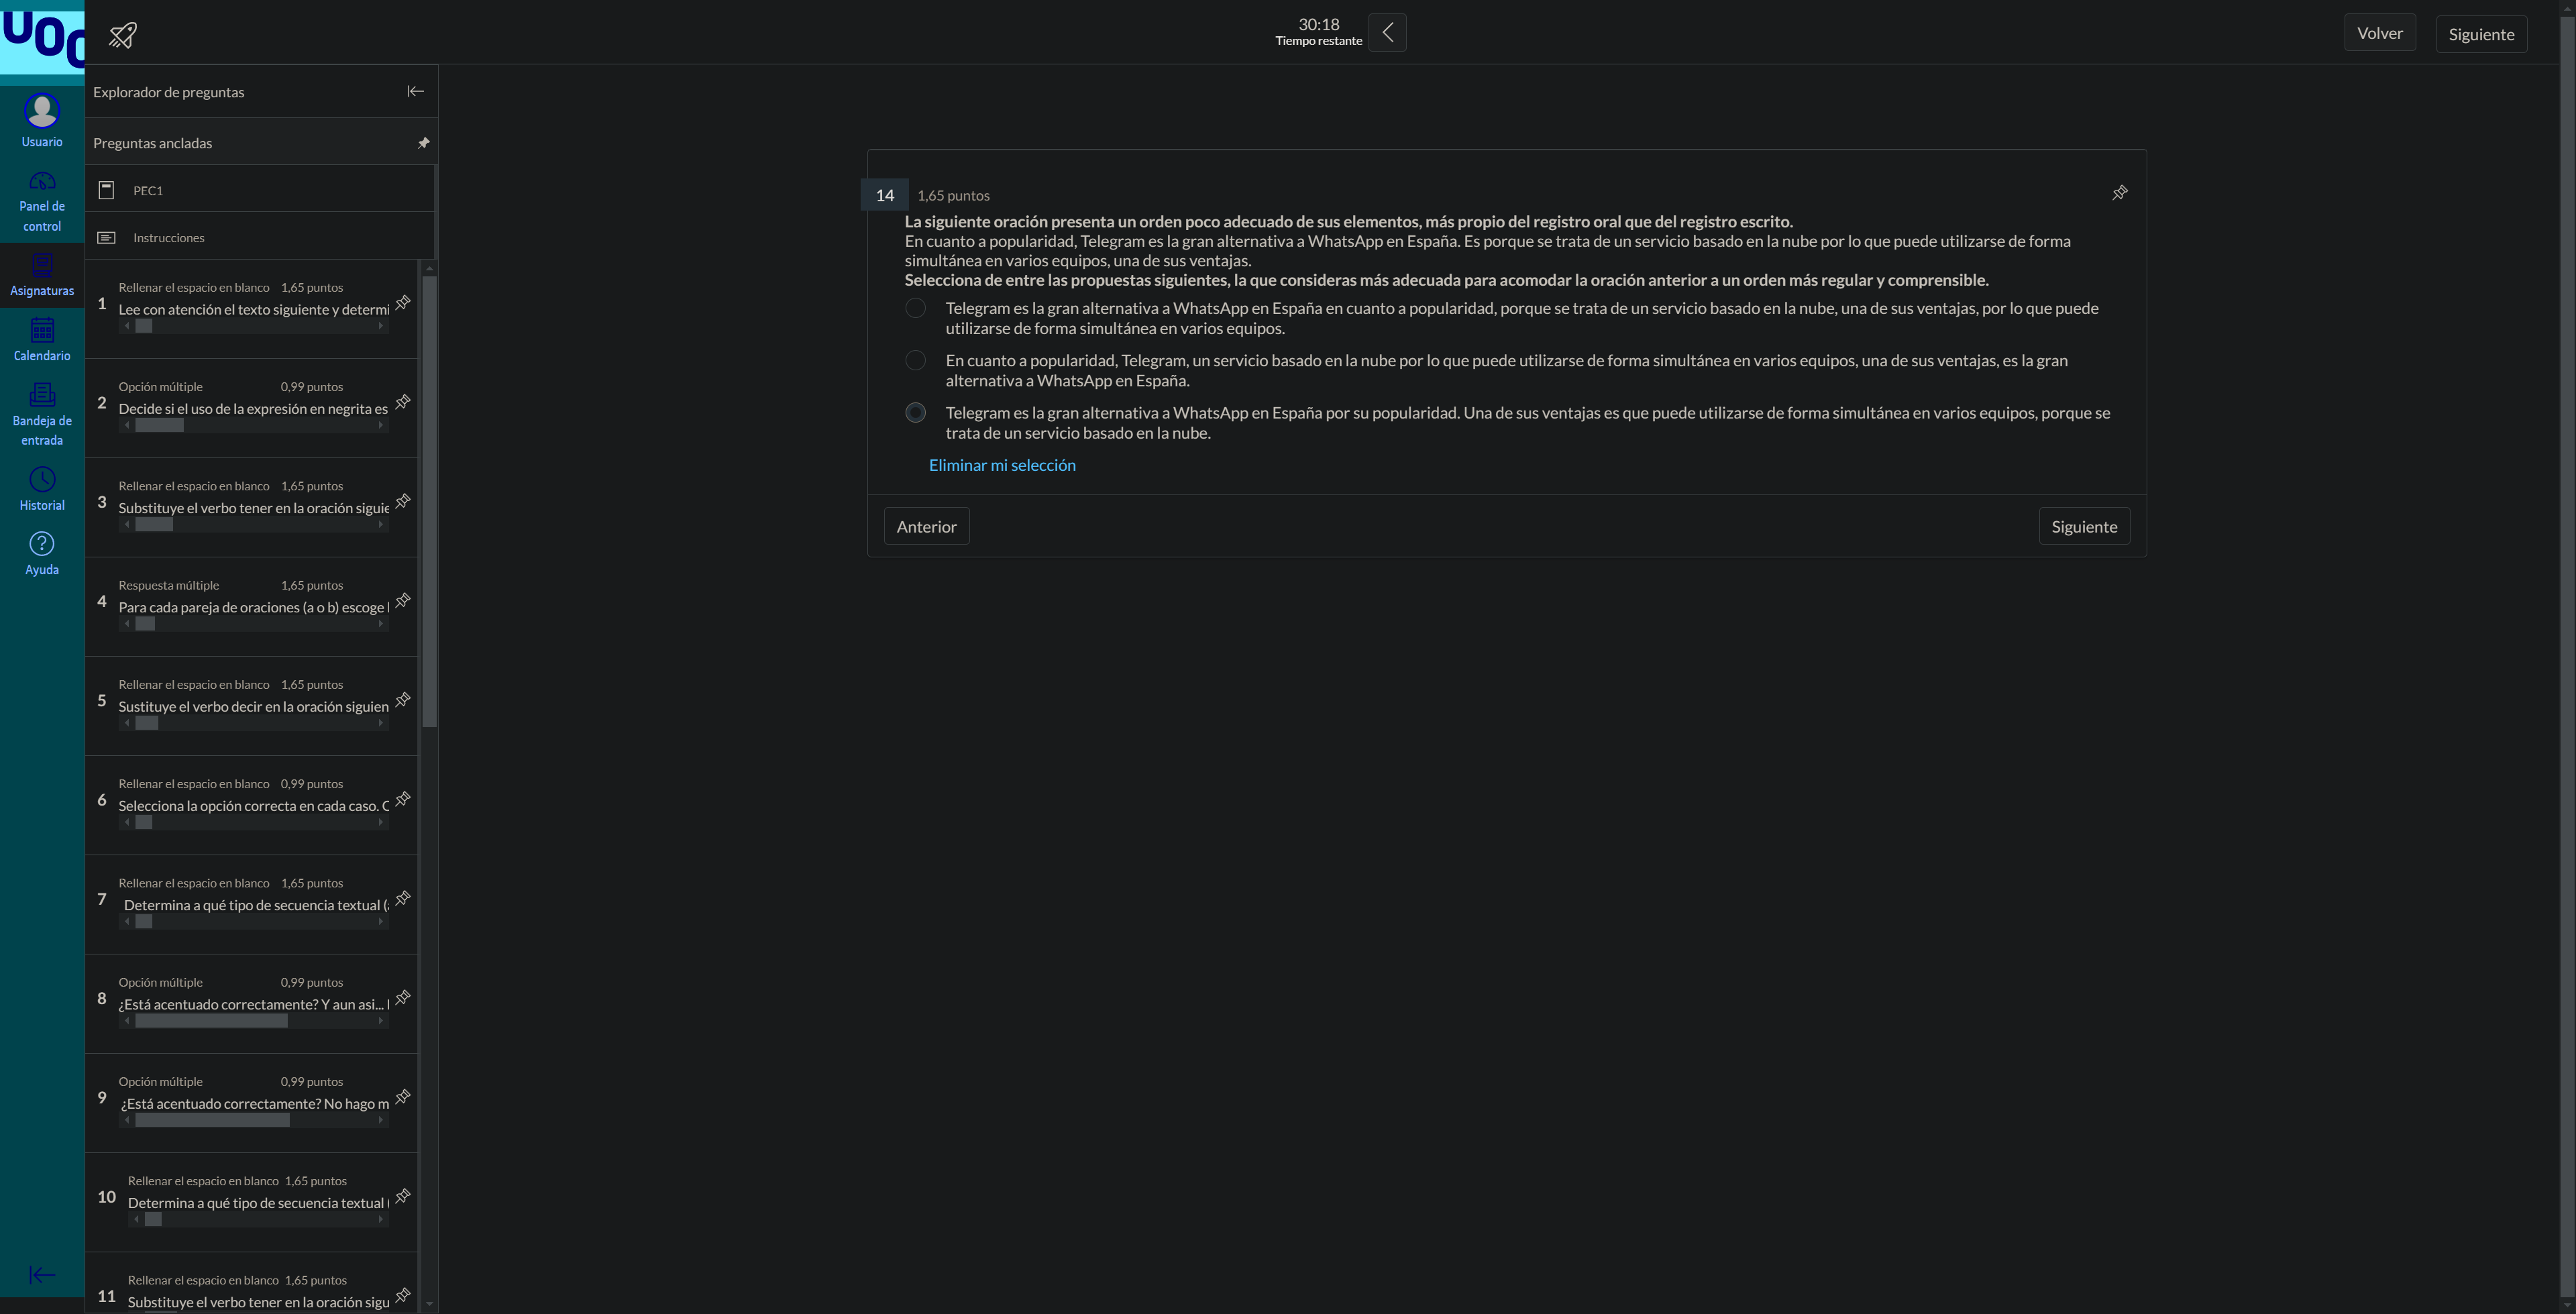 UOC
30:18
Tiempo restante
Volver
Siguiente
Usuario
Panel de
control
Asignaturas
Calendario
Bandeja de
entrada
Historial
Ayuda
Explorador de preguntas
Preguntas ancladas
PEC1
Instrucciones
Rellenar el espacio en blanco 1,65 puntos
1 Lee con atención el texto siguiente y determi
Opción múltiple 0,99 puntos
2 Decide si el uso de la expresión en negrita es
Rellenar el espacio en blanco 1,65 puntos
3 Substituye el verbo tener en la oración siguie
Respuesta múltiple 1,65 puntos
4 Para cada pareja de oraciones (a o b) escoge l
Rellenar el espacio en blanco 1,65 puntos
5 Sustituye el verbo decir en la oración siguien
Rellenar el espacio en blanco 0,99 puntos
6 Selecciona la opción correcta en cada caso. C
Rellenar el espacio en blanco 1,65 puntos
7 Determina a qué tipo de secuencia textual (
Opción múltiple 0,99 puntos
8 ¿Está acentuado correctamente? Y aun asi...
Opción múltiple 0,99 puntos
9 ¿Está acentuado correctamente? No hago m
Rellenar el espacio en blanco 1,65 puntos
10 Determina a qué tipo de secuencia textual (
Rellenar el espacio en blanco 1,65 puntos
11 Substituye el verbo tener en la oración sigu
14 1,65 puntos
La siguiente oración presenta un orden poco adecuado de sus elementos, más propio del registro oral que del registro escrito.
En cuanto a popularidad, Telegram es la gran alternativa a WhatsApp en España. Es porque se trata de un servicio basado en la nube por lo que puede utilizarse de forma
simultánea en varios equipos, una de sus ventajas.
Selecciona de entre las propuestas siguientes, la que consideras más adecuada para acomodar la oración anterior a un orden más regular y comprensible.
Telegram es la gran alternativa a WhatsApp en España en cuanto a popularidad, porque se trata de un servicio basado en la nube, una de sus ventajas, por lo que puede
utilizarse de forma simultánea en varios equipos.
En cuanto a popularidad, Telegram, un servicio basado en la nube por lo que puede utilizarse de forma simultánea en varios equipos, una de sus ventajas, es la gran
alternativa a WhatsApp en España.
Telegram es la gran alternativa a WhatsApp en España por su popularidad. Una de sus ventajas es que puede utilizarse de forma simultánea en varios equipos, porque se
trata de un servicio basado en la nube.
Eliminar mi selección
Anterior
Siguiente